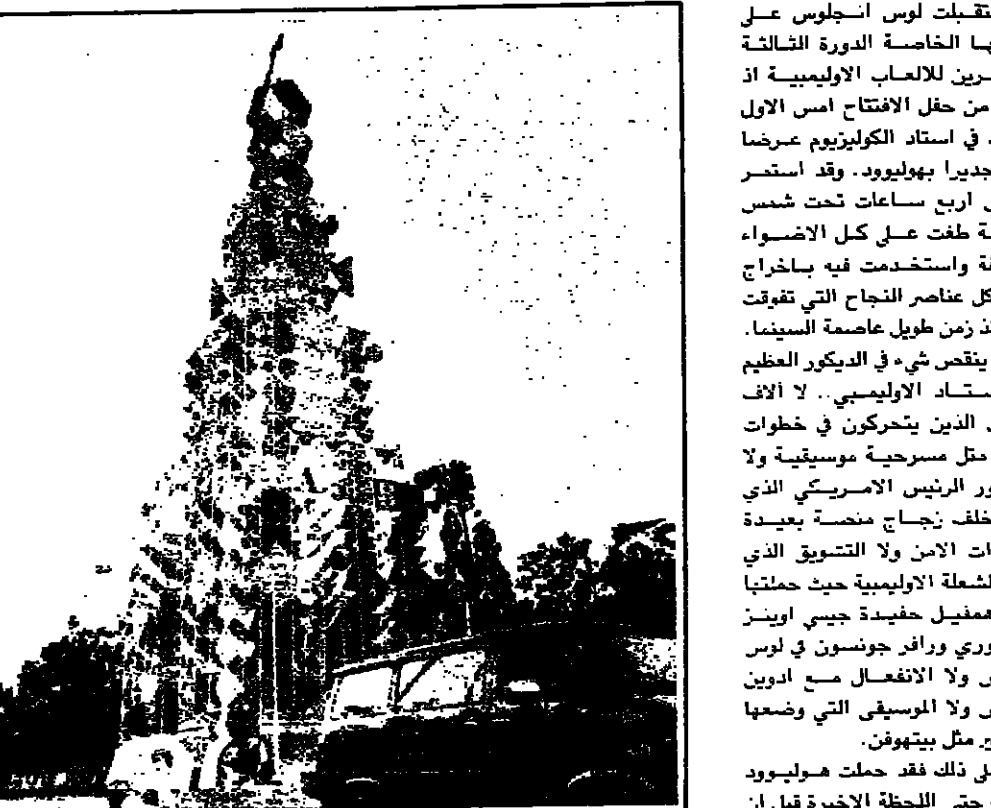 تقبلت لوس انجلوس على
ها الخاصة الدورة الثالثة
رين للالعاب الاوليمبية اذ
من حفل الافتتاح امس الاول
في استاد الكوليزيوم عرضا
جديرا بهوليوود. وقد استمر
اربع ساعات تحت شمس
ة طغت على كل الاضواء
ة واستخدمت فيه باخراج
كل عناصر النجاح التي تفوقت
ذ زمن طويل عاصمة السينما.
ينقص شيء في الديكور العظيم
ستاد الاوليمبي.. لا آلاف
الذين يتحركون في خطوات
مثل مسرحية موسيقية ولا
ور الرئيس الامريكي الذي
خلف زجاج منصة بعيدة
ات الامن ولا التشويق الذي
لشعلة الاوليمبية حيث حملتها
همفيل حفيدة جيسي اوينز
وري ورافر جونسون في لوس
س ولا الانفعال مع ادوين
س ولا الموسيقى التي وضعها
مثل بيتهوفن.
لى ذلك فقد حملت هوليوود
حتى اللحظة الاخيرة قبل ان